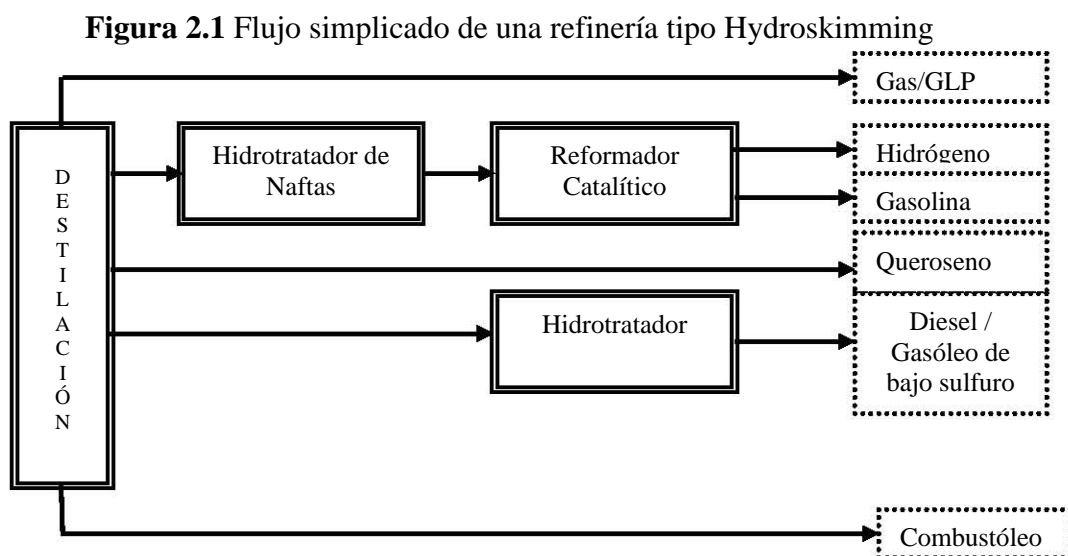 Figura 2.1 Flujo simplicado de una refinería tipo Hydroskimming
Gas/GLP
DESTILACIÓN
Hidrotratador de
Naftas
Reformador
Catalítico
Hidrógeno
Gasolina
Queroseno
Hidrotratador
Diesel /
Gasóleo de
bajo sulfuro
Combustóleo